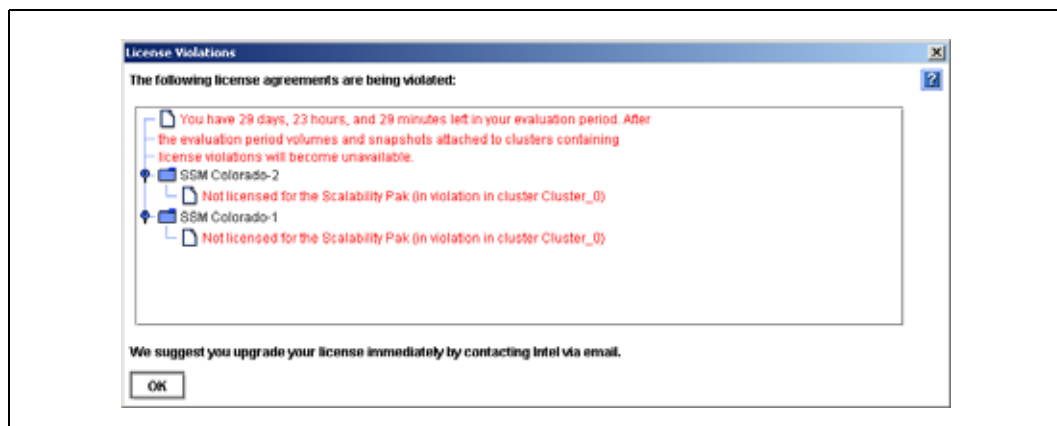 License Violations
The following license agreements are being violated:
?
You have 29 days, 23 hours, and 29 minutes left in your evaluation period. After
the evaluation period volumes and snapshots attached to clusters containing
license violations will become unavailable.
SSM Colorado-2
Not licensed for the Scalability Pak (in violation in cluster Cluster_0)
SSM Colorado-1
Not licensed for the Scalability Pak (in violation in cluster Cluster_0)
We suggest you upgrade your license immediately by contacting Intel via email.
OK